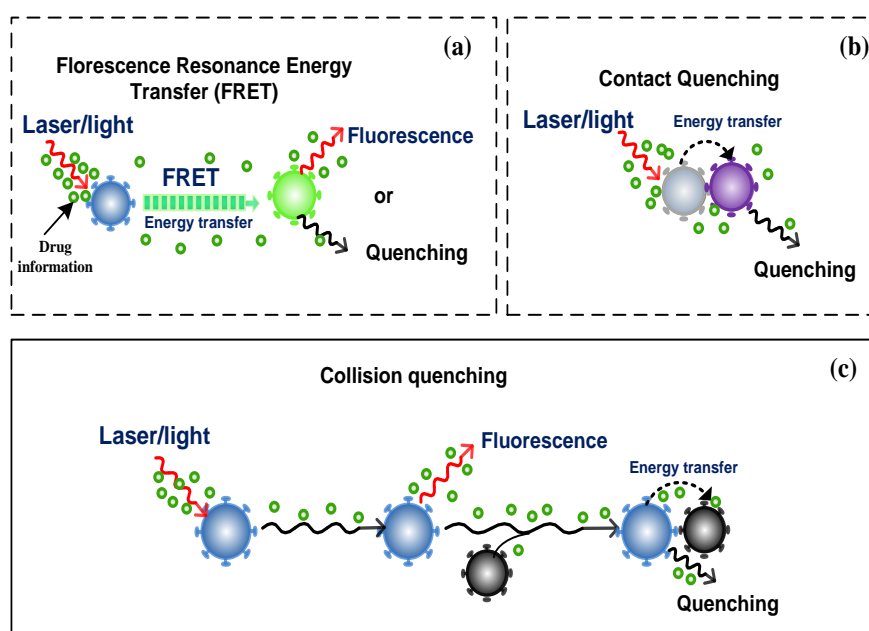 (a)
Florescence Resonance Energy
Transfer (FRET)
Laser/light
Fluorescence
FRET
Energy transfer
or
Drug
information
Quenching
(b)
Contact Quenching
Laser/light
Energy transfer
Quenching
(c)
Collision quenching
Laser/light
Fluorescence
Energy transfer
Quenching